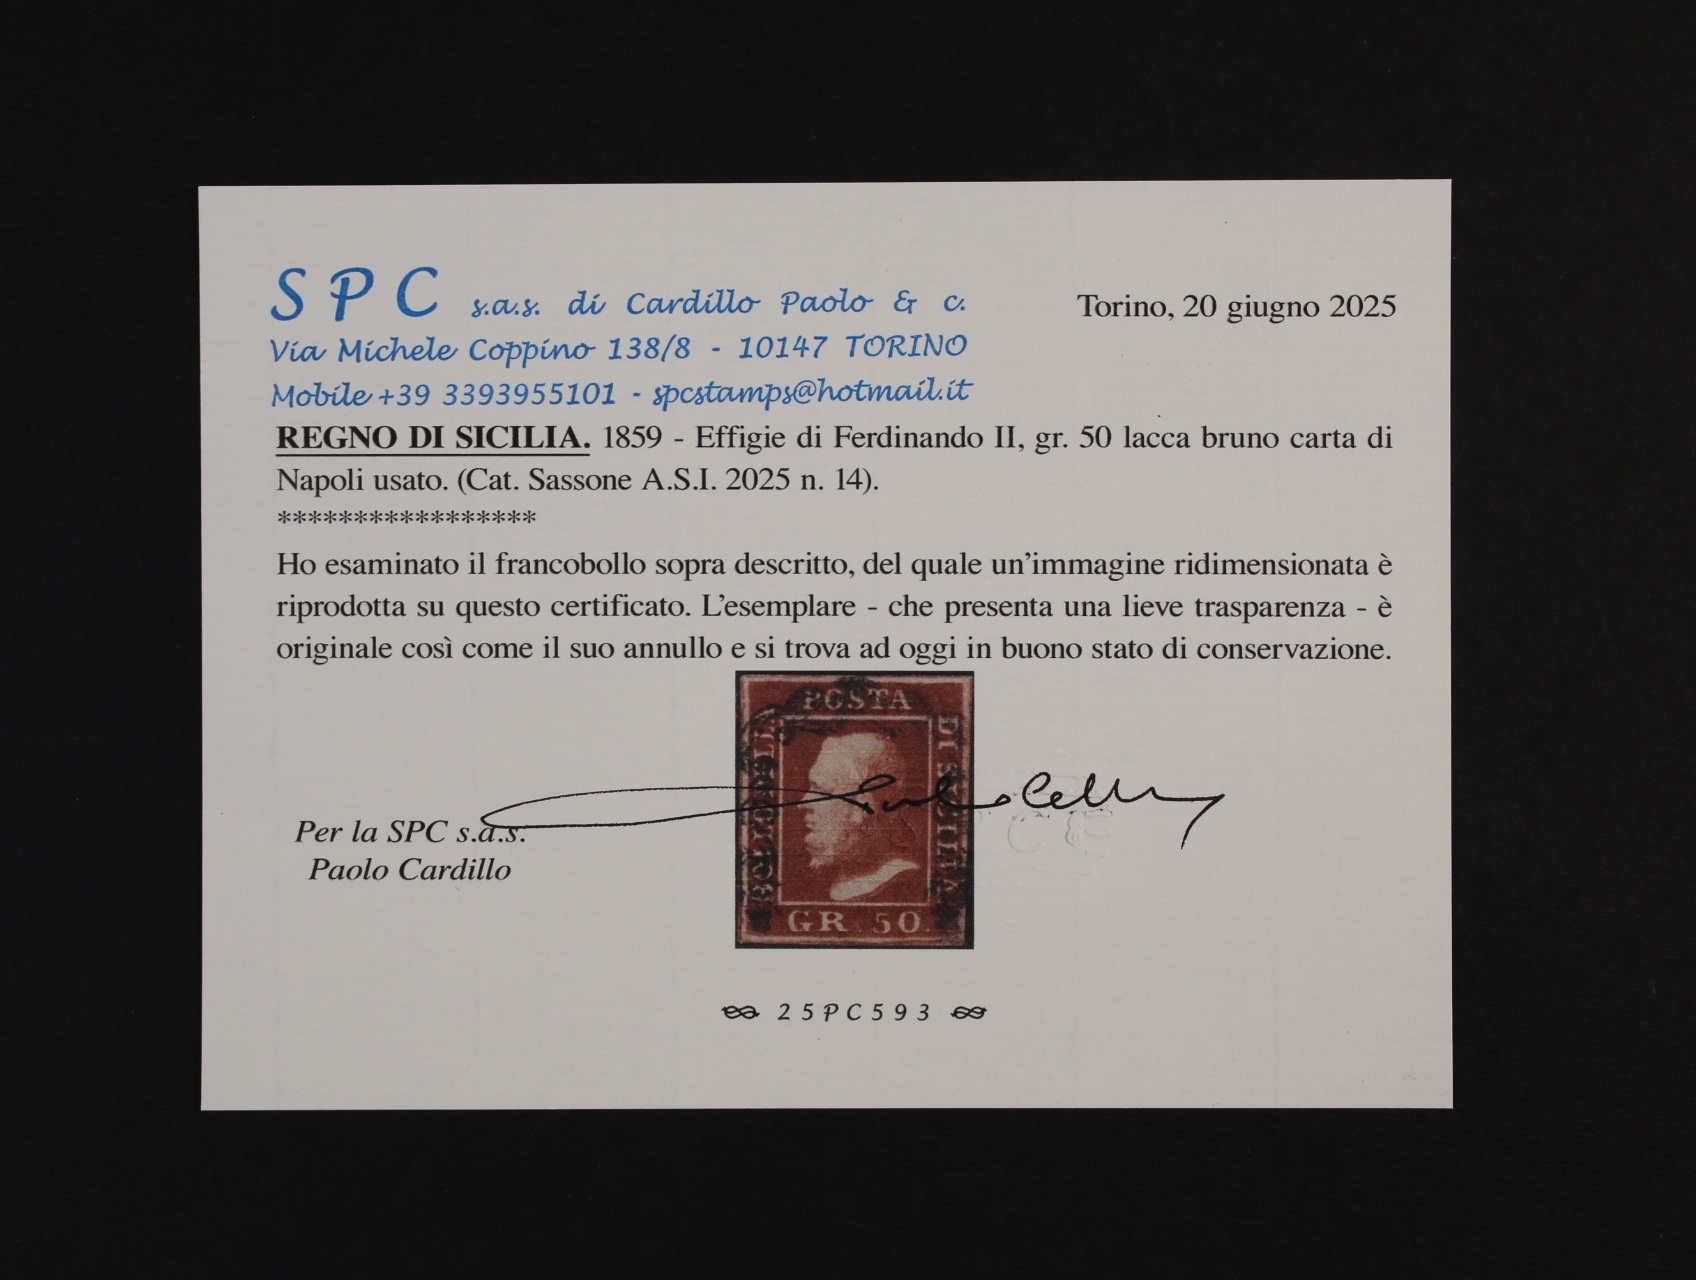 SPC s.a.s. di Cardillo Paolo & c.
Torino, 20 giugno 2025
Via Michele Coppino 138/8 - 10147 TORINO
Mobile +39 3393955101 - spcstamps@hotmail.it
REGNO DI SICILIA. 1859 - Effigie di Ferdinando II, gr. 50 lacca bruno carta di
Napoli usato. (Cat. Sassone A.S.I. 2025 n. 14).
*****************
Ho esaminato il francobollo sopra descritto, del quale un'immagine ridimensionata è
riprodotta su questo certificato. L'esemplare - che presenta una lieve trasparenza - è
originale così come il suo annullo e si trova ad oggi in buono stato di conservazione.
POSTA
DI SICILIA
GR. 50.
Per la SPC s.a.s.
Paolo Cardillo
25PC593